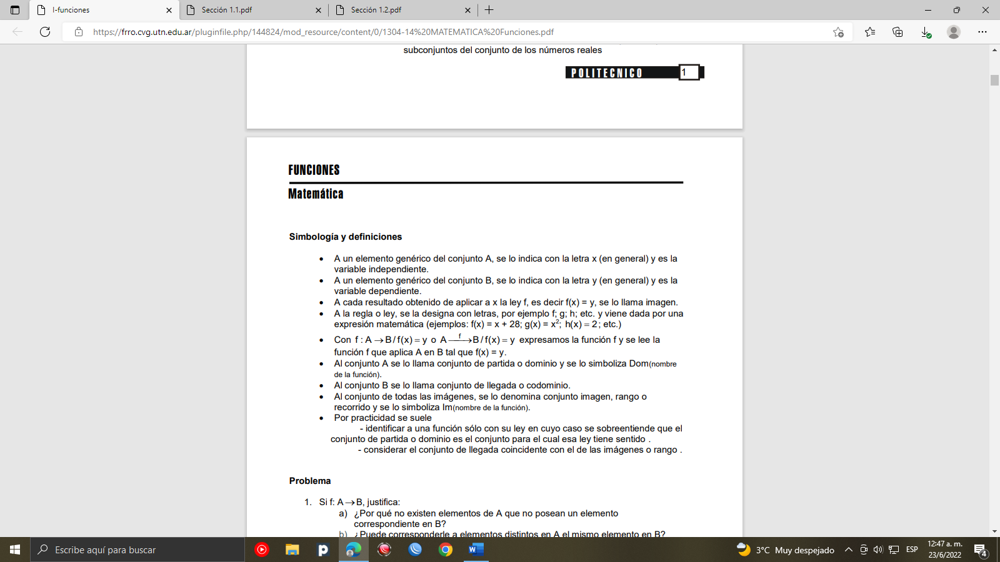 I-funciones
Sección 1.1.pdf
Sección 1.2.pdf
https://frro.cvg.utn.edu.ar/pluginfile.php/144824/mod_resource/content/0/1304-14%20MATEMATICA%20Funciones.pdf
subconjuntos del conjunto de los números reales
POLITECNICO 1
FUNCIONES
Matemática
Simbología y definiciones
• A un elemento genérico del conjunto A, se lo indica con la letra x (en general) y es la
variable independiente.
• A un elemento genérico del conjunto B, se lo indica con la letra y (en general) y es la
variable dependiente.
• A cada resultado obtenido de aplicar a x la ley f, es decir f(x) = y, se lo llama imagen.
• A la regla o ley, se la designa con letras, por ejemplo f; g; h; etc. y viene dada por una
expresión matemática (ejemplos: f(x) = x + 28; g(x) = x²; h(x) = 2; etc.)
• Con f : A → B / f(x) = y o A —f→ B / f(x) = y expresamos la función f y se lee la
función f que aplica A en B tal que f(x) = y.
• Al conjunto A se lo llama conjunto de partida o dominio y se lo simboliza Dom(nombre
de la función).
• Al conjunto B se lo llama conjunto de llegada o codominio.
• Al conjunto de todas las imágenes, se lo denomina conjunto imagen, rango o
recorrido y se lo simboliza Im(nombre de la función).
• Por practicidad se suele
- identificar a una función sólo con su ley en cuyo caso se sobreentiende que el
conjunto de partida o dominio es el conjunto para el cual esa ley tiene sentido .
- considerar el conjunto de llegada coincidente con el de las imágenes o rango .
Problema
1. Si f: A → B, justifica:
a) ¿Por qué no existen elementos de A que no posean un elemento
correspondiente en B?
b) ¿Puede corresponderle a elementos distintos en A el mismo elemento en B?
Escribe aquí para buscar
3°C Muy despejado
ESP
12:47 a. m.
23/6/2022
4